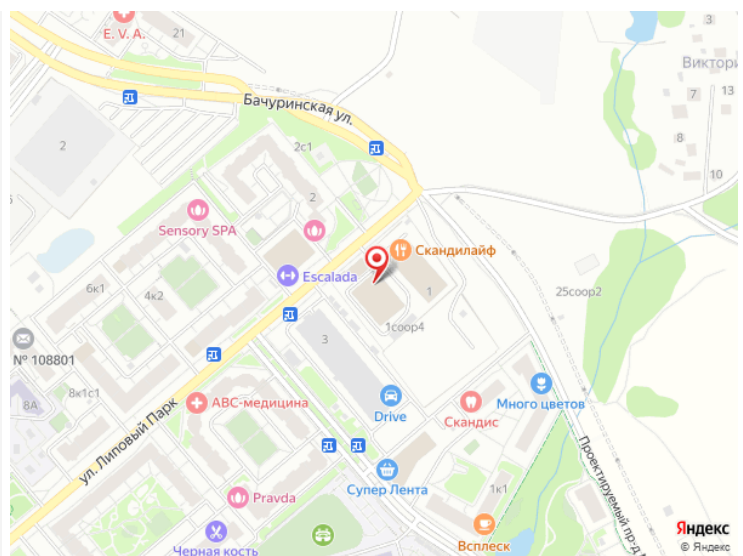 3
E. V. A.
21
Виктори
13
7
Бачуринская ул.
2
8
2с1
10
2
Sensory SPA
Скандилайф
Escalada
6к1
4к2
1
25соор2
1соор4
№ 108801
3
8к1с1
8А
АВС-медицина
ул. Липовый Парк
Drive
Скандис
Много цветов
Проектируемый пр-д
Супер Лента
1к1
Pravda
Всплеск
Черная кость
Яндекс
© Яндекс